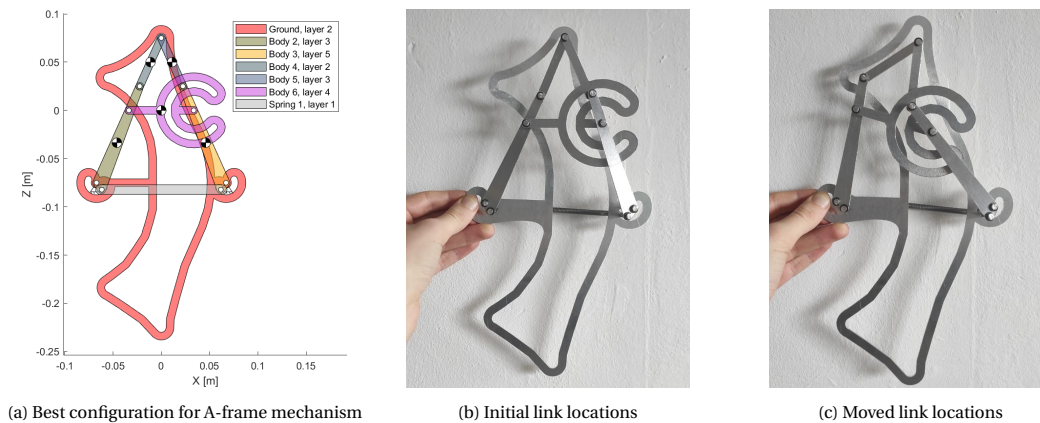 0.1
0.05
0
-0.05
-0.1
-0.15
-0.2
-0.25
Z [m]
-0.1
-0.05
0
0.05
0.1
0.15
X [m]
Ground, layer 2
Body 2, layer 3
Body 3, layer 5
Body 4, layer 2
Body 5, layer 3
Body 6, layer 4
Spring 1, layer 1
(a) Best configuration for A-frame mechanism
(b) Initial link locations
(c) Moved link locations